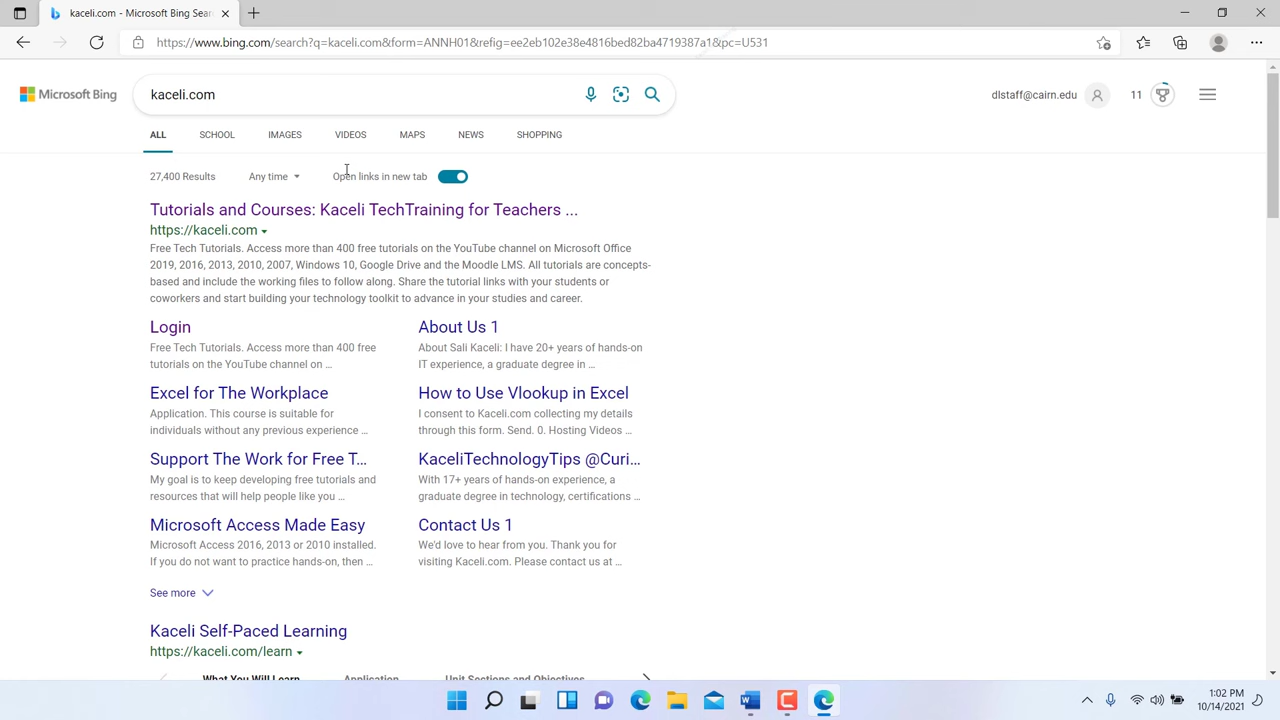 kaceli.com - Microsoft Bing Sear
https://www.bing.com/search?q=kaceli.com&form=ANNH01&refig=ee2eb102e38e4816bed82ba4719387a1&pc=U531
Microsoft Bing
kaceli.com
dlstaff@cairn.edu
11
ALL SCHOOL IMAGES VIDEOS MAPS NEWS SHOPPING
27,400 Results Any time Open links in new tab
Tutorials and Courses: Kaceli TechTraining for Teachers ...
https://kaceli.com
Free Tech Tutorials. Access more than 400 free tutorials on the YouTube channel on Microsoft Office
2019, 2016, 2013, 2010, 2007, Windows 10, Google Drive and the Moodle LMS. All tutorials are concepts-
based and include the working files to follow along. Share the tutorial links with your students or
coworkers and start building your technology toolkit to advance in your studies and career.
Login
Free Tech Tutorials. Access more than 400 free
tutorials on the YouTube channel on ...
About Us 1
About Sali Kaceli: I have 20+ years of hands-on
IT experience, a graduate degree in ...
Excel for The Workplace
Application. This course is suitable for
individuals without any previous experience ...
How to Use Vlookup in Excel
I consent to Kaceli.com collecting my details
through this form. Send. 0. Hosting Videos ...
Support The Work for Free T...
My goal is to keep developing free tutorials and
resources that will help people like you ...
KaceliTechnologyTips @Curi...
With 17+ years of hands-on experience, a
graduate degree in technology, certifications ...
Microsoft Access Made Easy
Microsoft Access 2016, 2013 or 2010 installed.
If you do not want to practice hands-on, then ...
Contact Us 1
We'd love to hear from you. Thank you for
visiting Kaceli.com. Please contact us at ...
See more
Kaceli Self-Paced Learning
https://kaceli.com/learn
What You Will Learn Application Unit Sections and Objectives
1:02 PM
10/14/2021